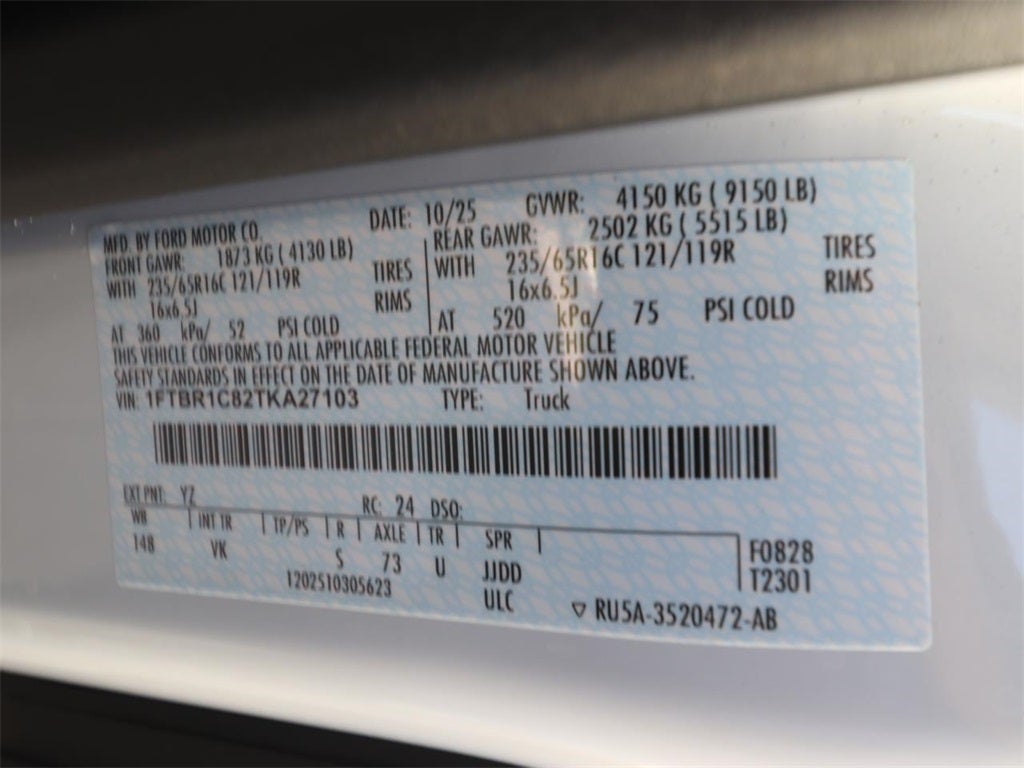 MFD. BY FORD MOTOR CO. DATE: 10/25 GVWR: 4150 KG ( 9150 LB)
FRONT GAWR: 1873 KG ( 4130 LB) REAR GAWR: 2502 KG ( 5515 LB)
WITH 235/65R16C 121/119R TIRES WITH 235/65R16C 121/119R TIRES
16x6.5J RIMS 16x6.5J RIMS
AT 360 kPa/ 52 PSI COLD AT 520 kPa/ 75 PSI COLD
THIS VEHICLE CONFORMS TO ALL APPLICABLE FEDERAL MOTOR VEHICLE
SAFETY STANDARDS IN EFFECT ON THE DATE OF MANUFACTURE SHOWN ABOVE.
VIN: 1FTBR1C82TKA27103 TYPE: Truck
EXT PNT: YZ RC: 24 DSO:
WB INT TR TP/PS R AXLE TR SPR
148 VK S 73 U JJDD F0828
1202510305623 ULC T2301
▽ RU5A-3520472-AB